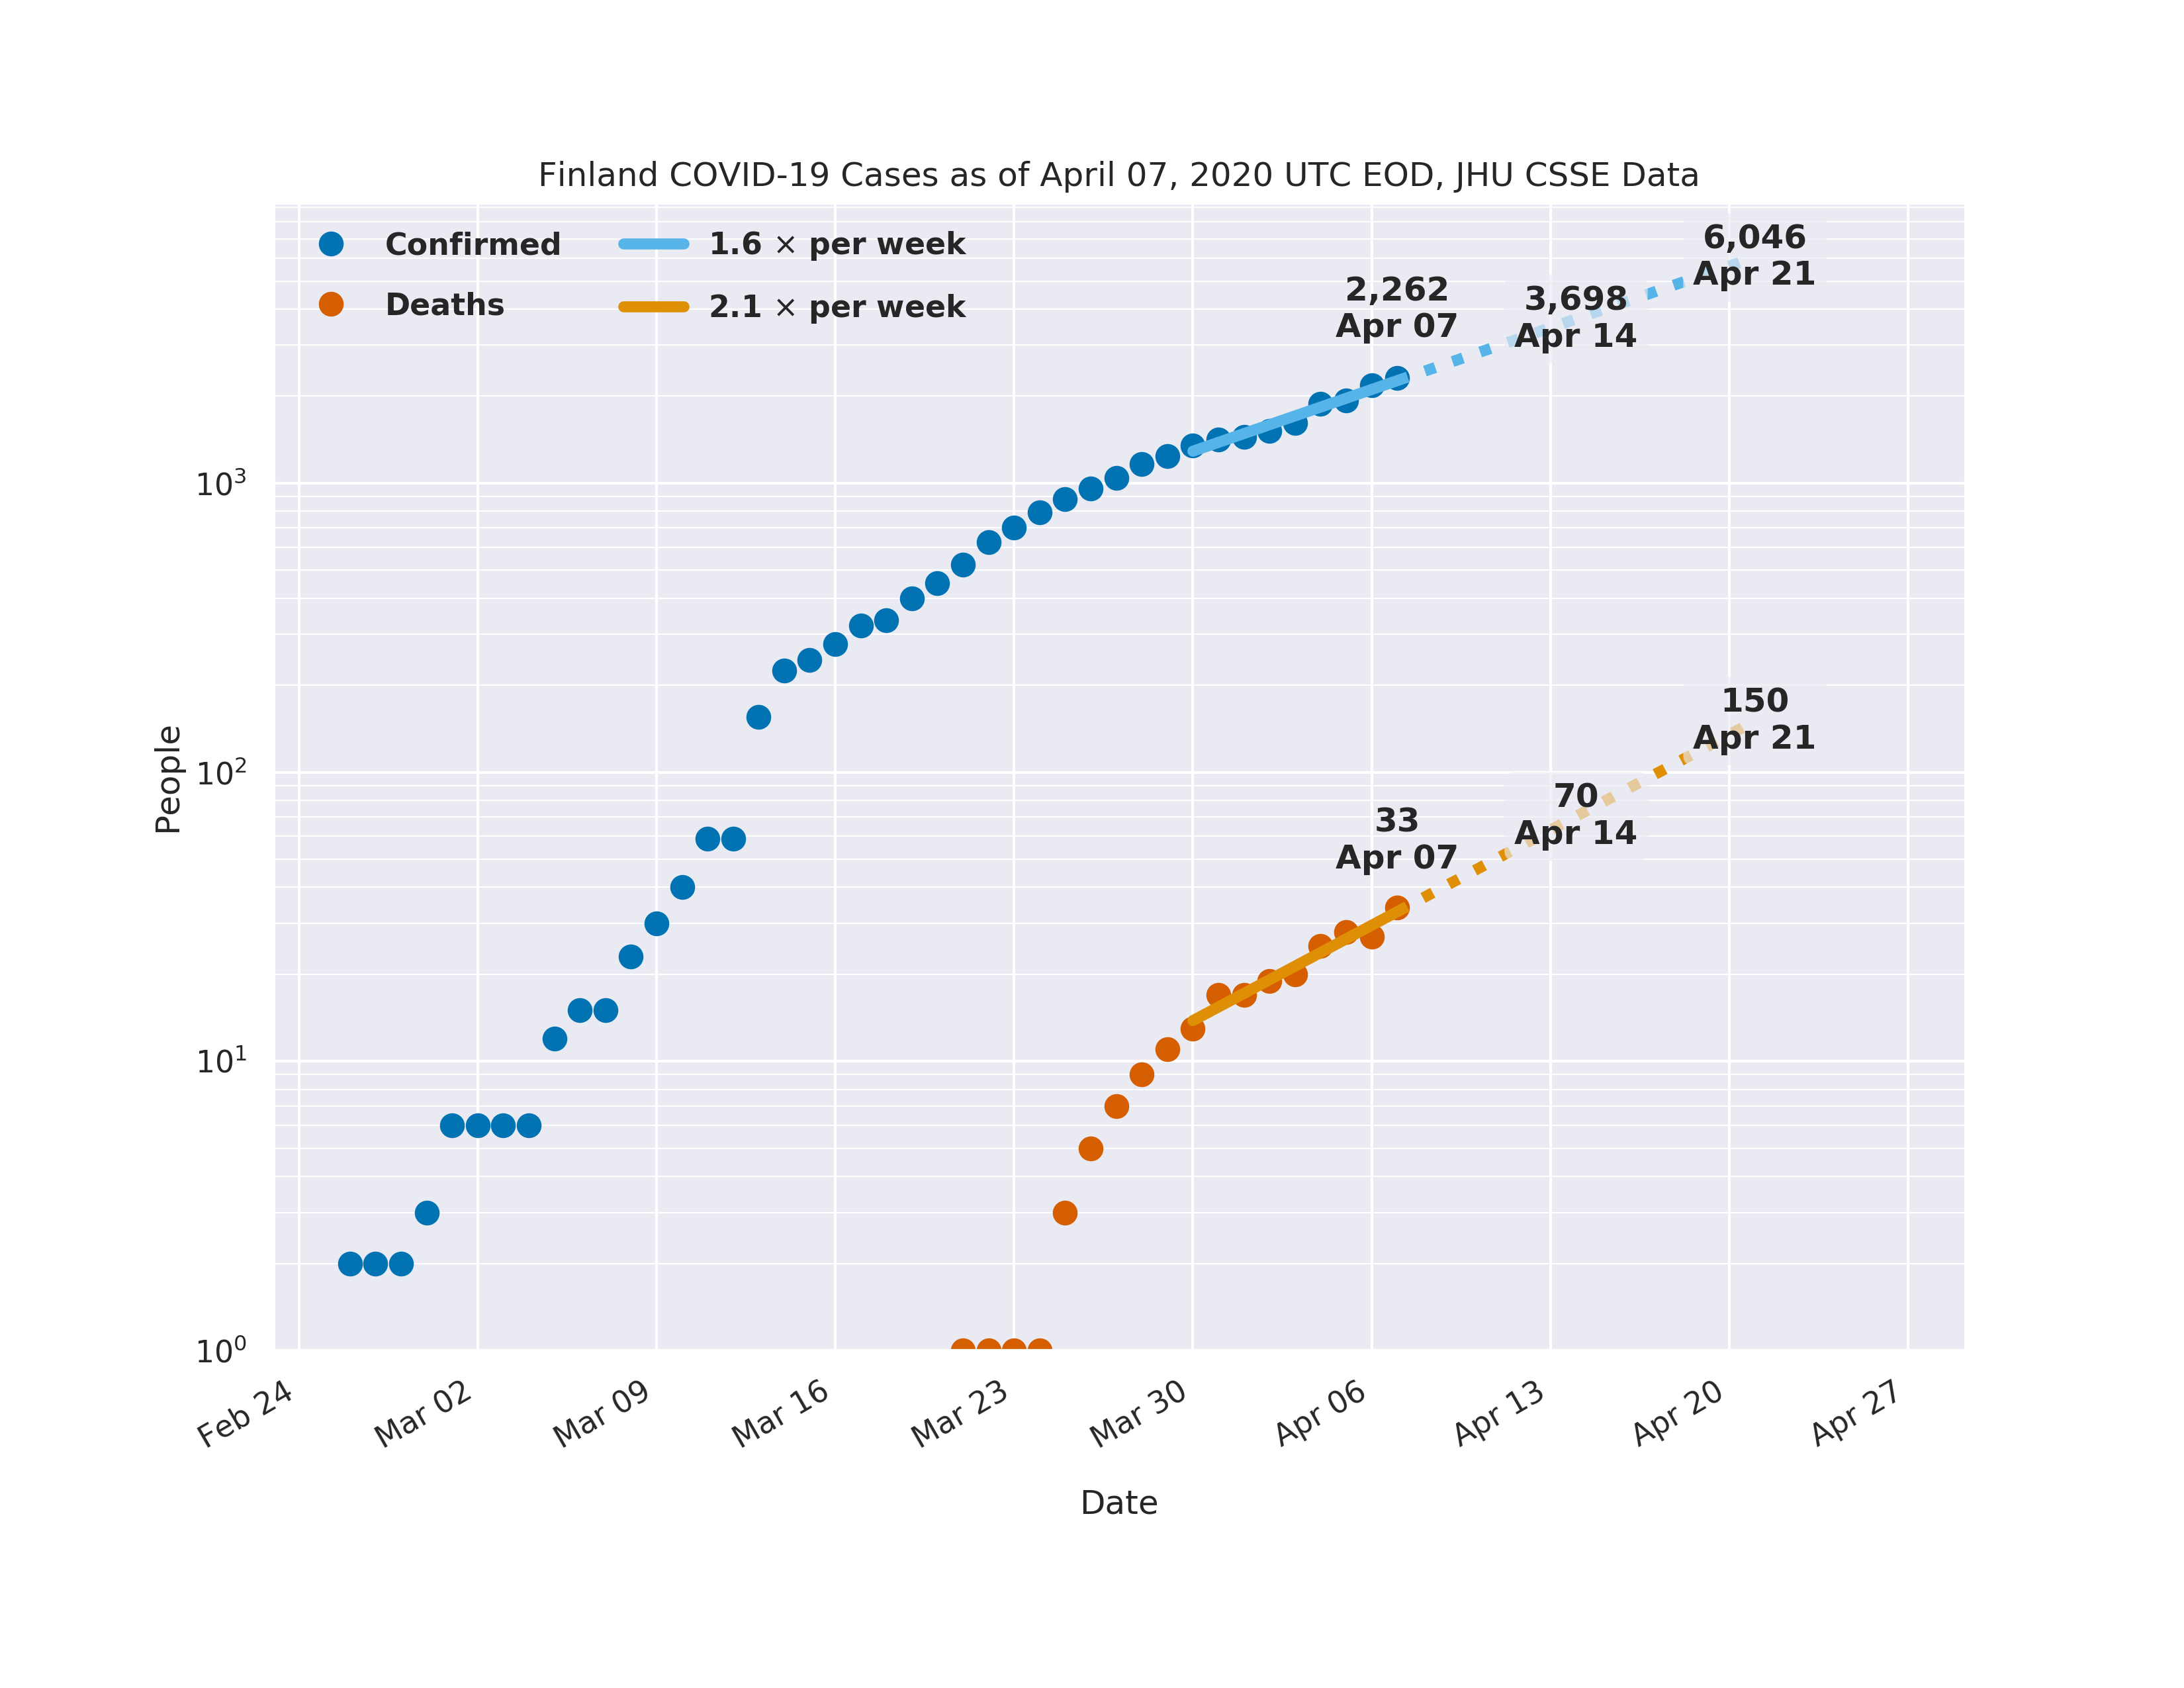 Finland COVID-19 Cases as of April 07, 2020 UTC EOD, JHU CSSE Data
Confirmed
Deaths
1.6 × per week
2.1 × per week
6,046
Apr 21
2,262
Apr 07
3,698
Apr 14
150
Apr 21
70
Apr 14
33
Apr 07
People
10³
10²
10¹
10⁰
Feb 24
Mar 02
Mar 09
Mar 16
Mar 23
Mar 30
Apr 06
Apr 13
Apr 20
Apr 27
Date